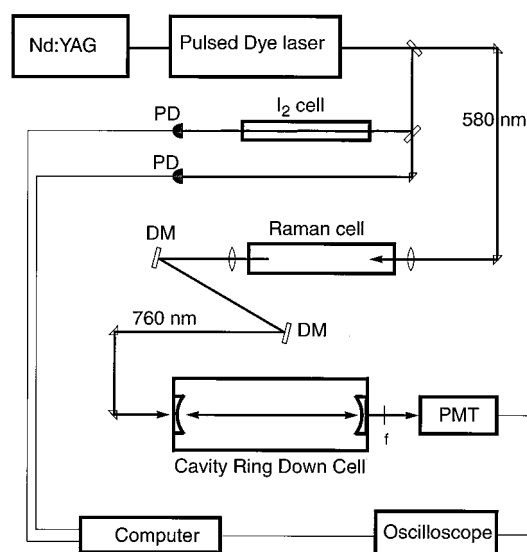 Nd:YAG
Pulsed Dye laser
PD
I2 cell
580 nm
PD
Raman cell
DM
760 nm
DM
PMT
f
Cavity Ring Down Cell
Computer
Oscilloscope